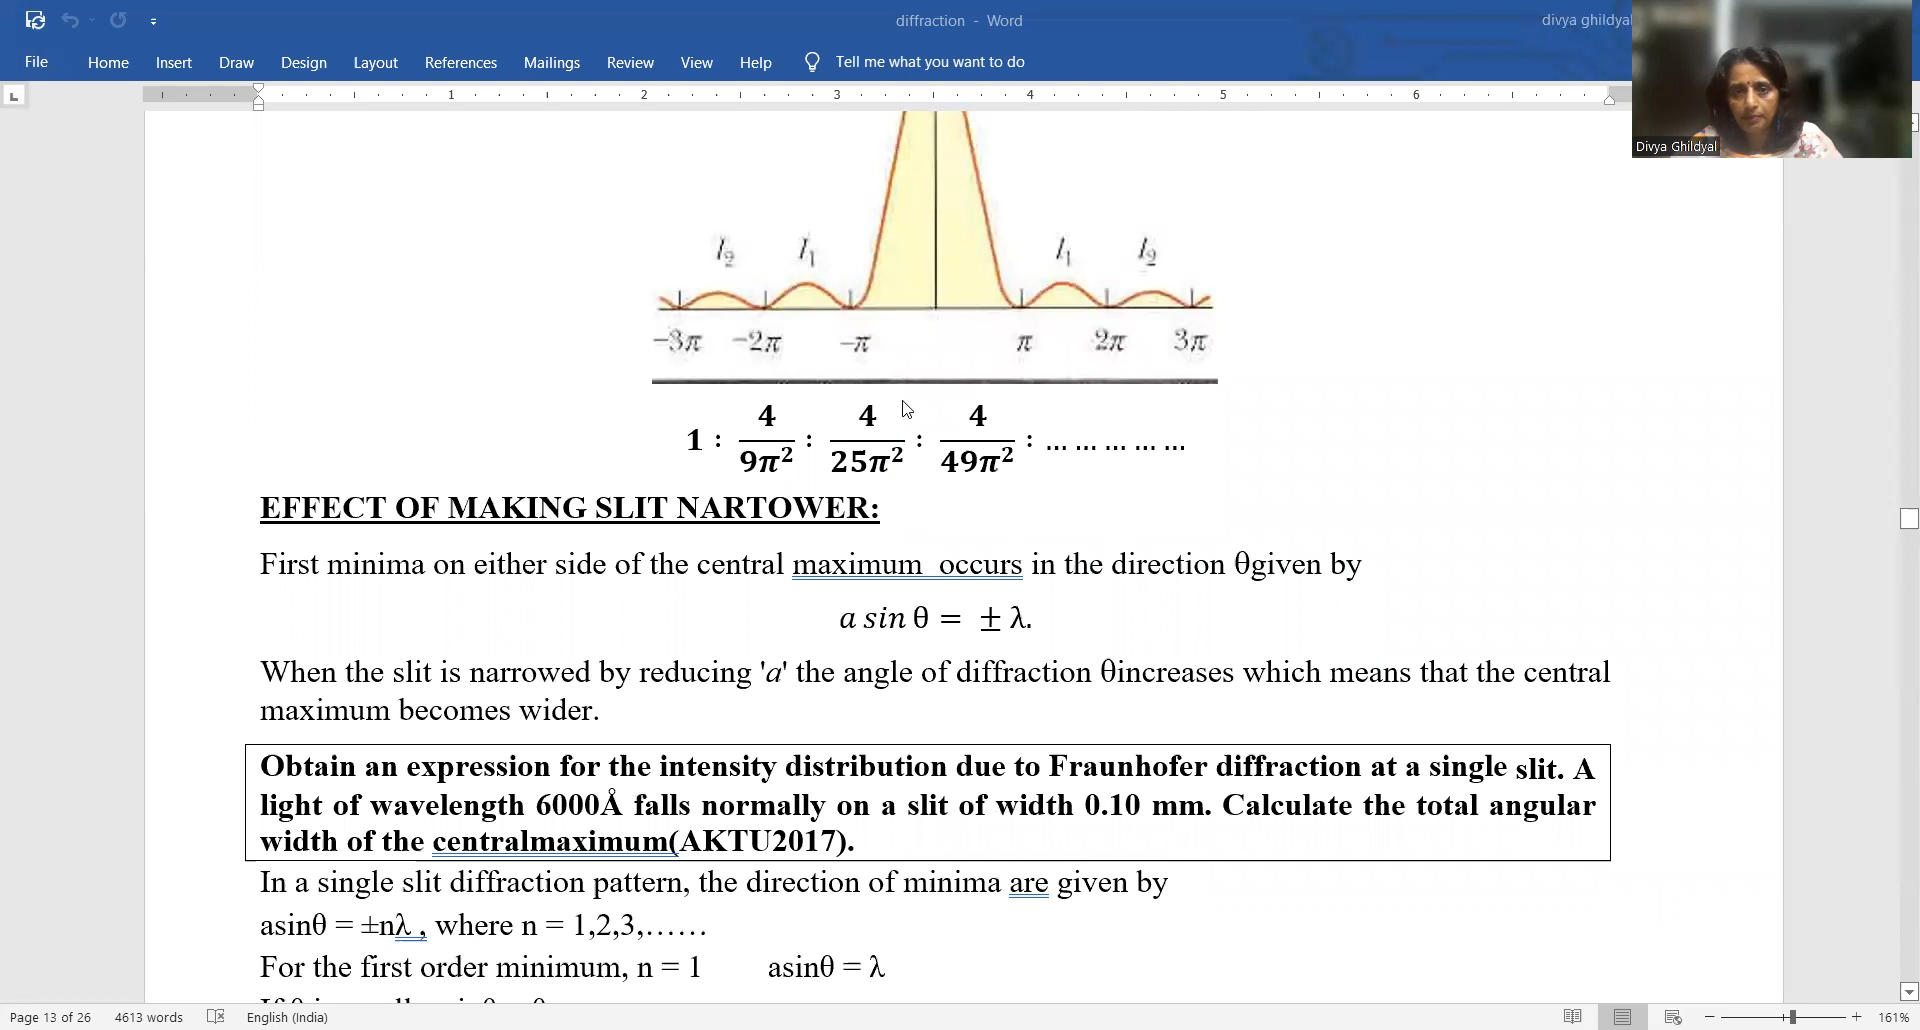 diffraction - Word
divya ghildyal
File Home Insert Draw Design Layout References Mailings Review View Help Tell me what you want to do
Divya Ghildyal
1 2 3 4 5 6
I₂ I₁ I₁ I₂
−3π −2π −π π 2π 3π
1 : 4/9π² : 4/25π² : 4/49π² : ... ... ... ... ...
EFFECT OF MAKING SLIT NARTOWER:
First minima on either side of the central maximum occurs in the direction θgiven by
a sin θ = ± λ.
When the slit is narrowed by reducing 'a' the angle of diffraction θincreases which means that the central
maximum becomes wider.
Obtain an expression for the intensity distribution due to Fraunhofer diffraction at a single slit. A
light of wavelength 6000Å falls normally on a slit of width 0.10 mm. Calculate the total angular
width of the centralmaximum(AKTU2017).
In a single slit diffraction pattern, the direction of minima are given by
asinθ = ±nλ , where n = 1,2,3,……
For the first order minimum, n = 1 asinθ = λ
Page 13 of 26 4613 words English (India) 161%